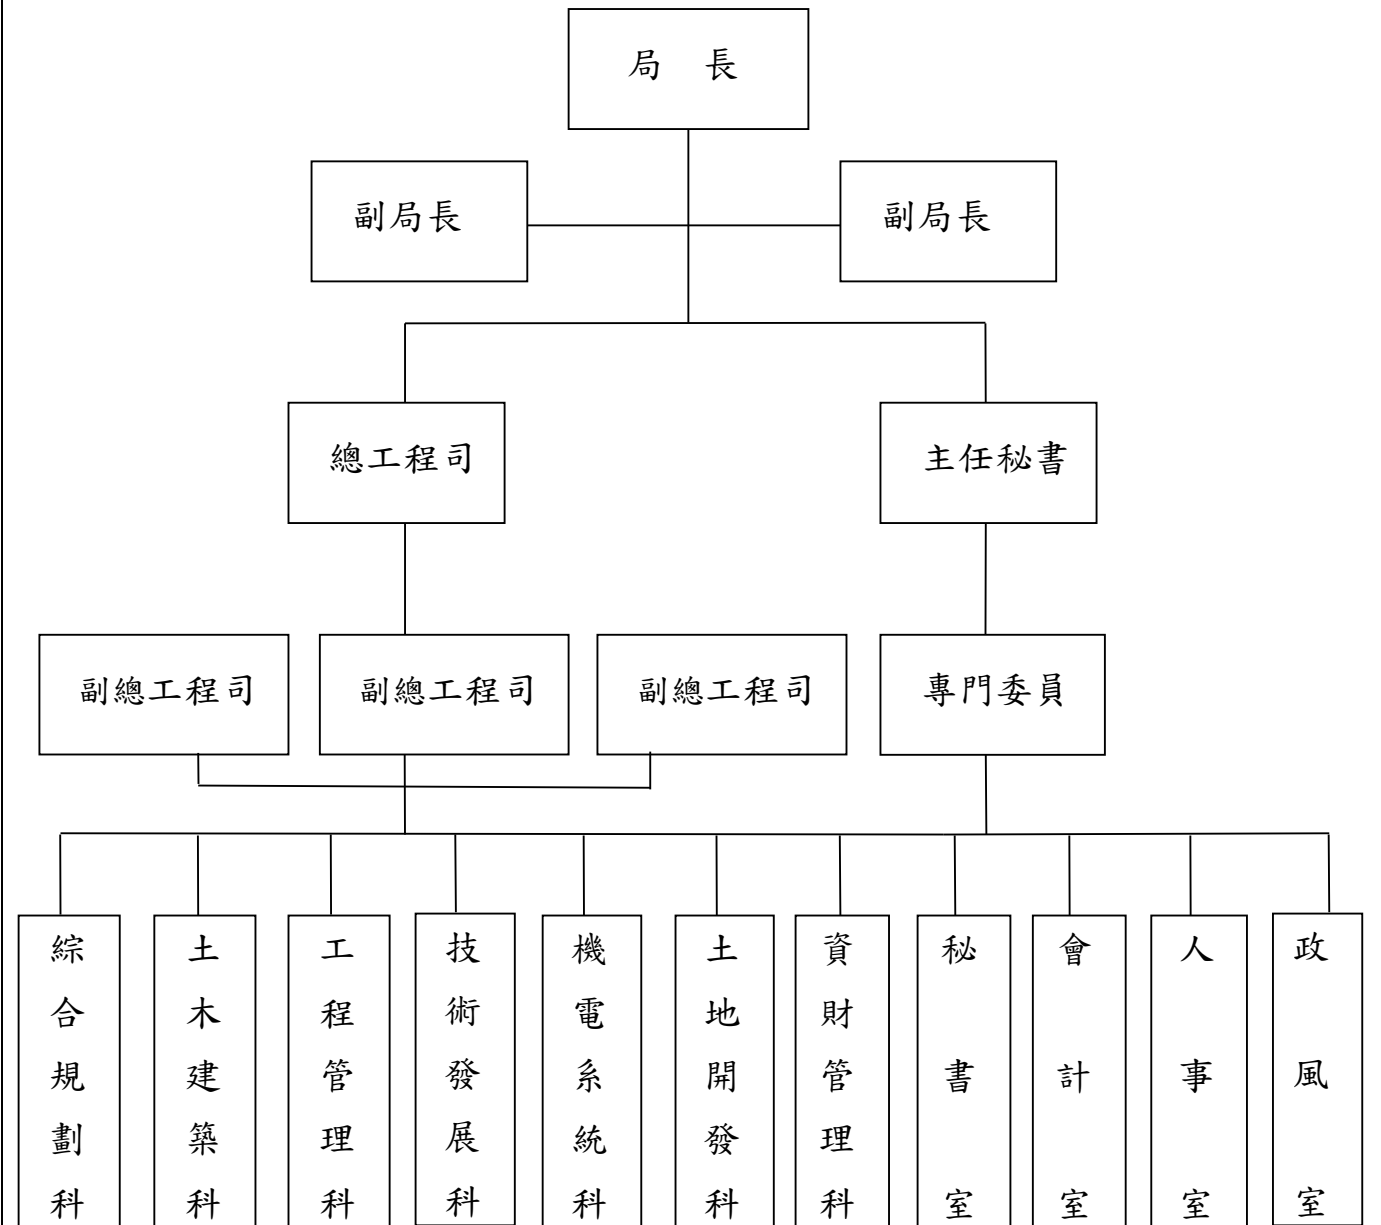 局　長
副局長
副局長
總工程司
主任秘書
副總工程司
副總工程司
副總工程司
專門委員
綜合規劃科
土木建築科
工程管理科
技術發展科
機電系統科
土地開發科
資財管理科
秘書室
會計室
人事室
政風室